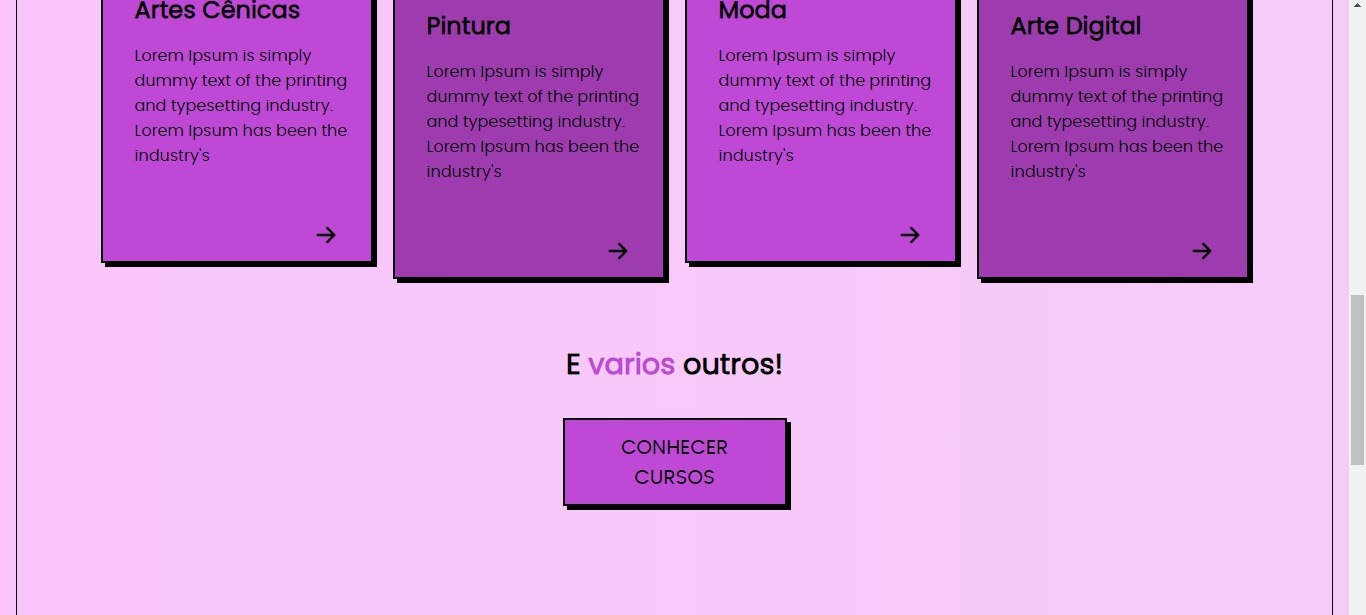 Artes Cênicas
Lorem Ipsum is simply
dummy text of the printing
and typesetting industry.
Lorem Ipsum has been the
industry's
Pintura
Lorem Ipsum is simply
dummy text of the printing
and typesetting industry.
Lorem Ipsum has been the
industry's
Moda
Lorem Ipsum is simply
dummy text of the printing
and typesetting industry.
Lorem Ipsum has been the
industry's
Arte Digital
Lorem Ipsum is simply
dummy text of the printing
and typesetting industry.
Lorem Ipsum has been the
industry's
E varios outros!
CONHECER
CURSOS